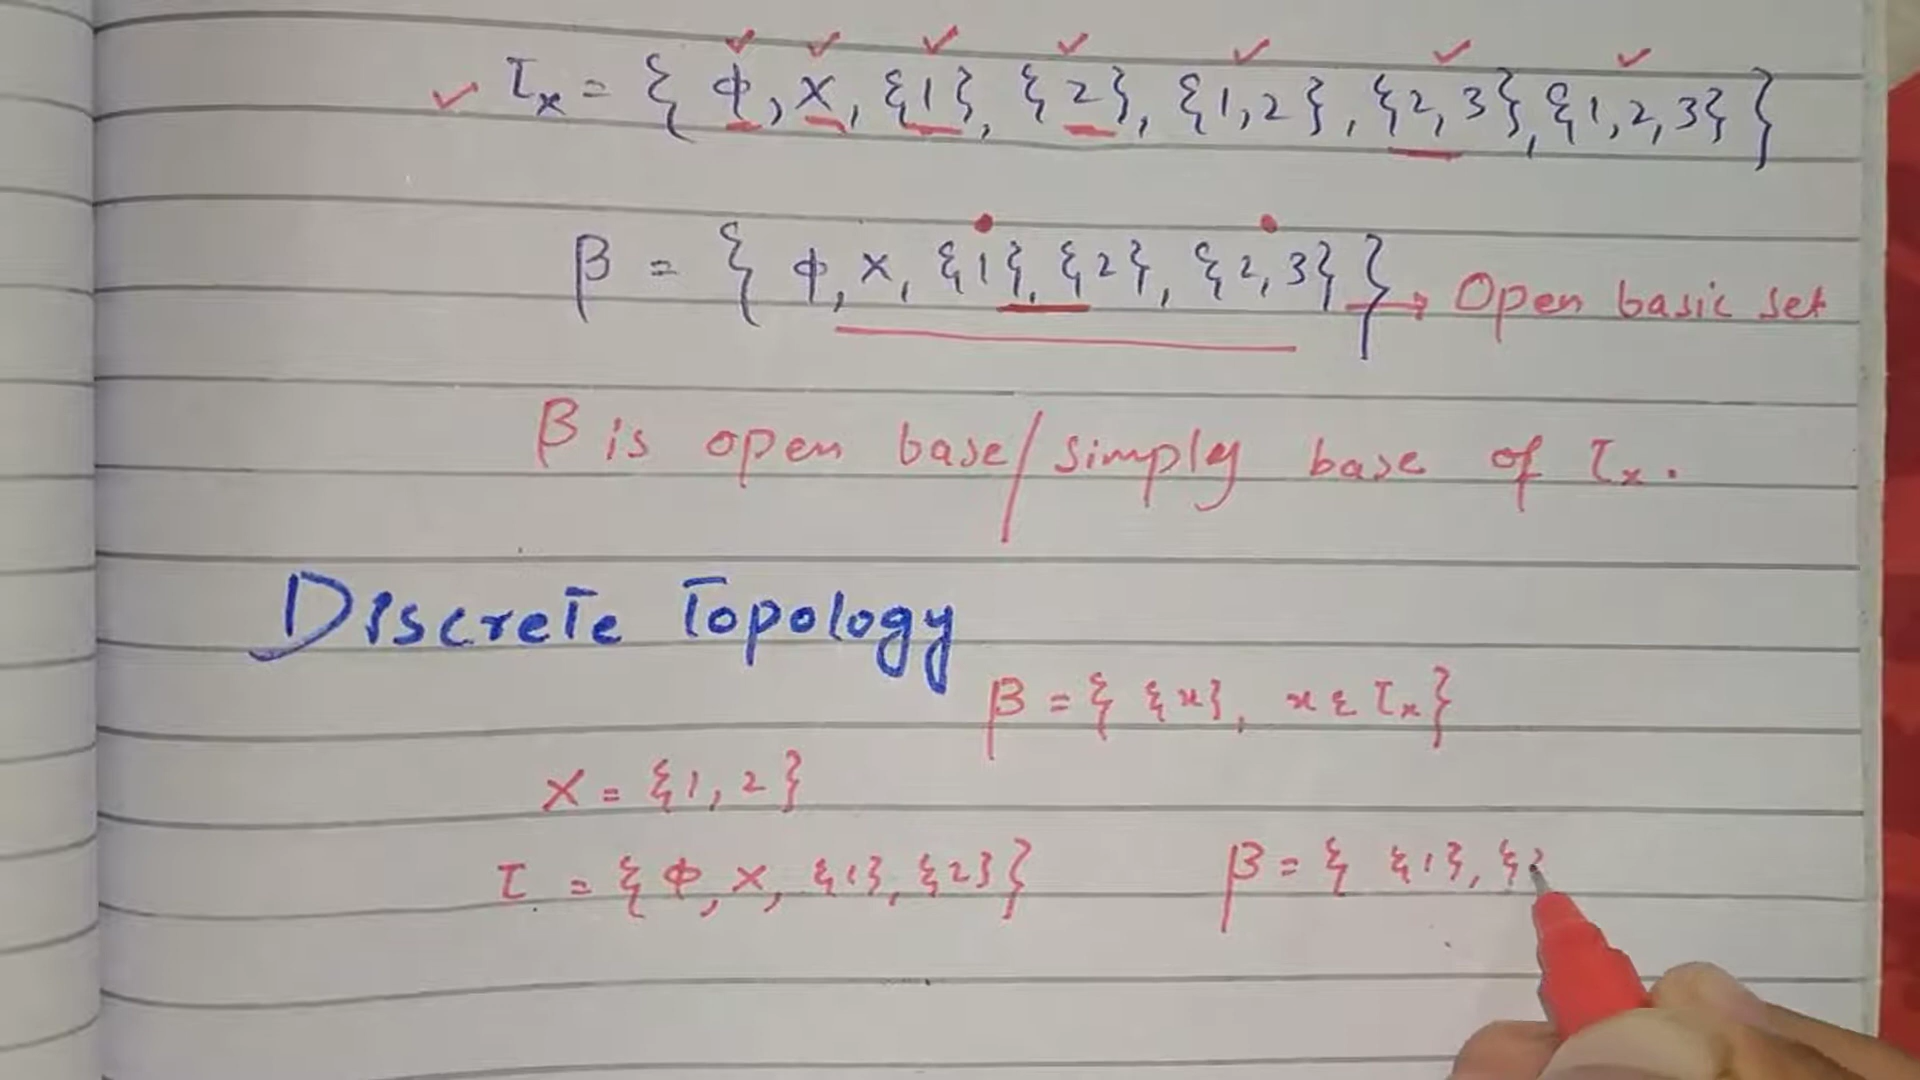 τₓ = { ф, X, {1}, {2}, {1,2}, {2,3}, {1,2,3} }
β = { ф, X, {1}, {2}, {2,3} } → Open basic set
β is open base/simply base of τₓ.
Discrete Topology
β = { {x}, x ε τₓ}
X = {1, 2}
τ = {ф, X, {1}, {2}}
β = { {1}, {